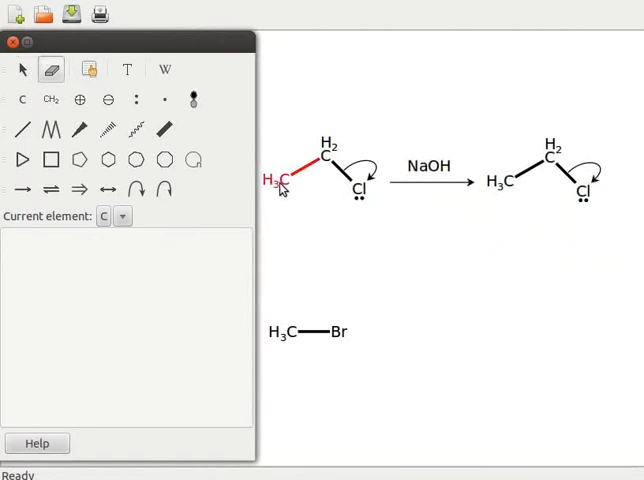 T W
C CH₂
Current element: C
Help
Ready
H₂
C
H₃C
Cl
NaOH
H₂
C
H₃C
Cl
H₃C Br